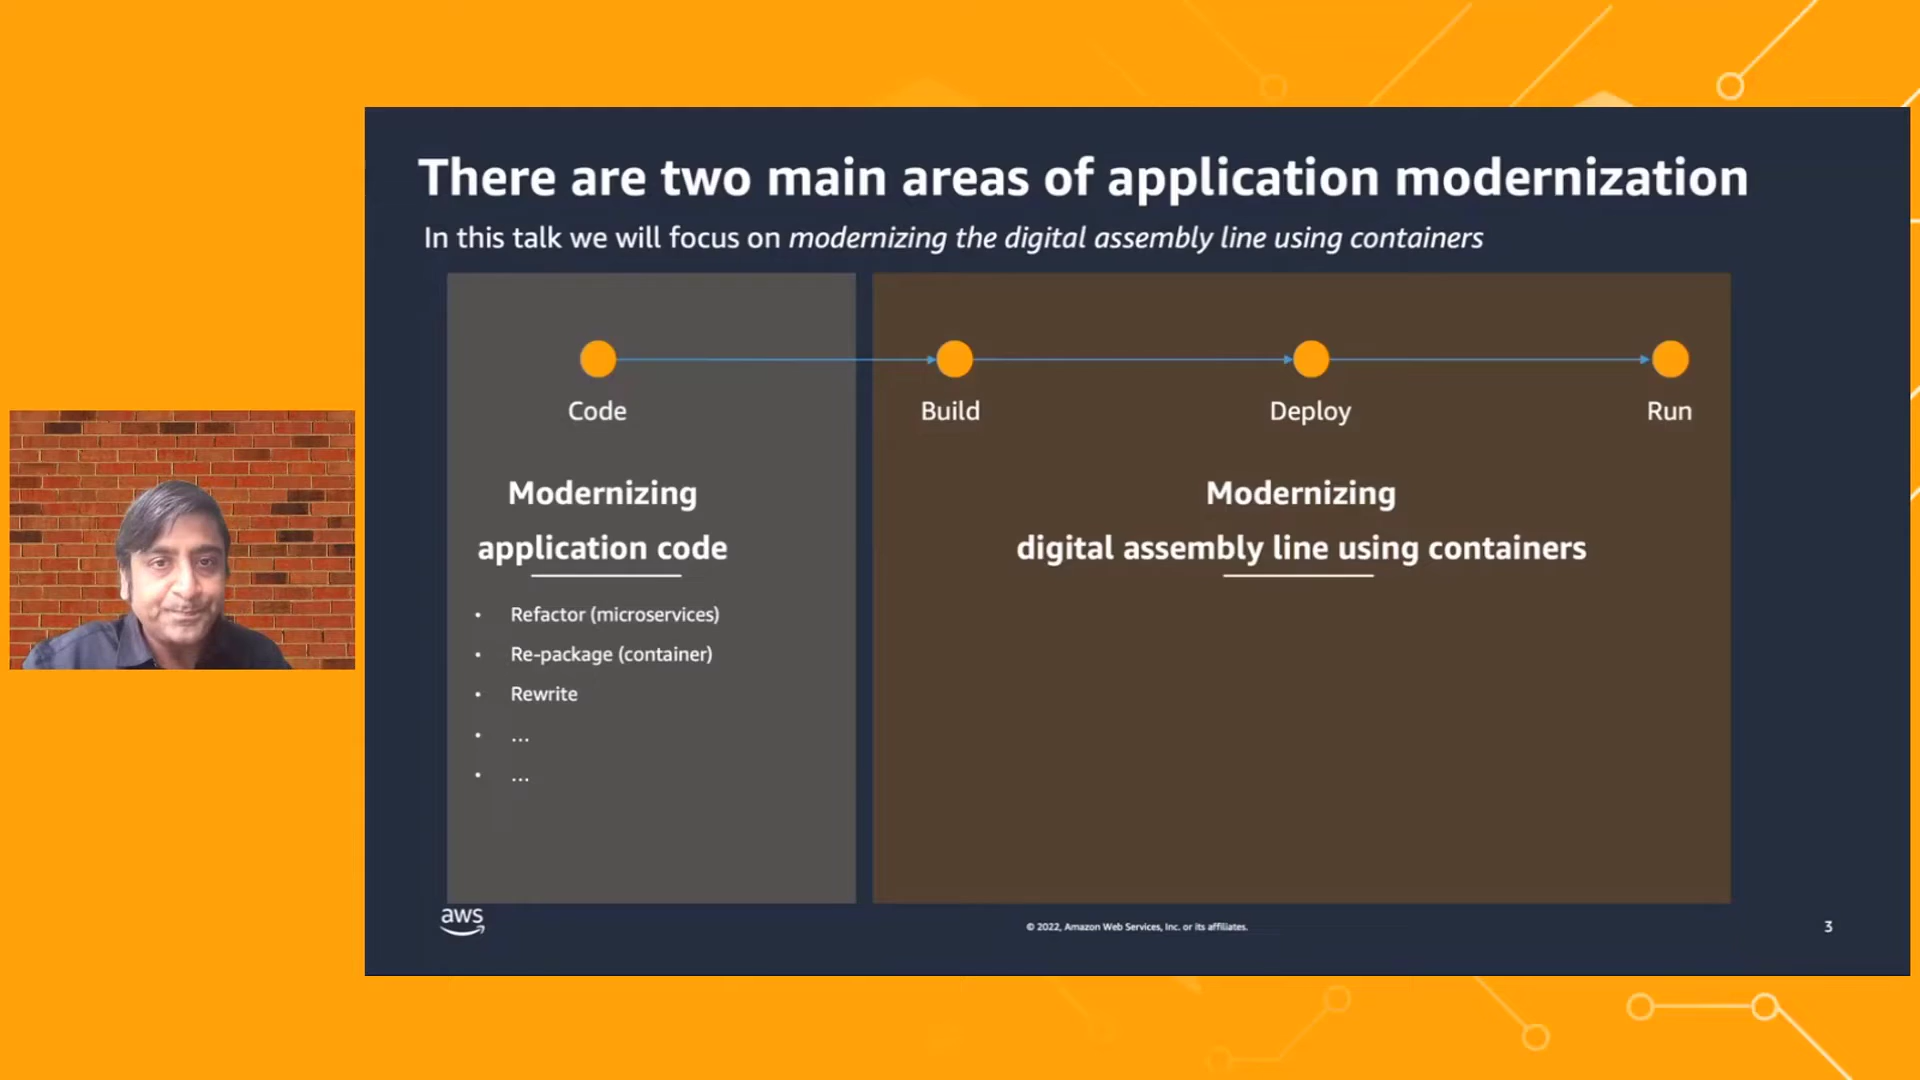 There are two main areas of application modernization
In this talk we will focus on modernizing the digital assembly line using containers
Code
Build
Deploy
Run
Modernizing
application code
• Refactor (microservices)
• Re-package (container)
• Rewrite
• ...
• ...
Modernizing
digital assembly line using containers
aws
© 2022, Amazon Web Services, Inc. or its affiliates.
3